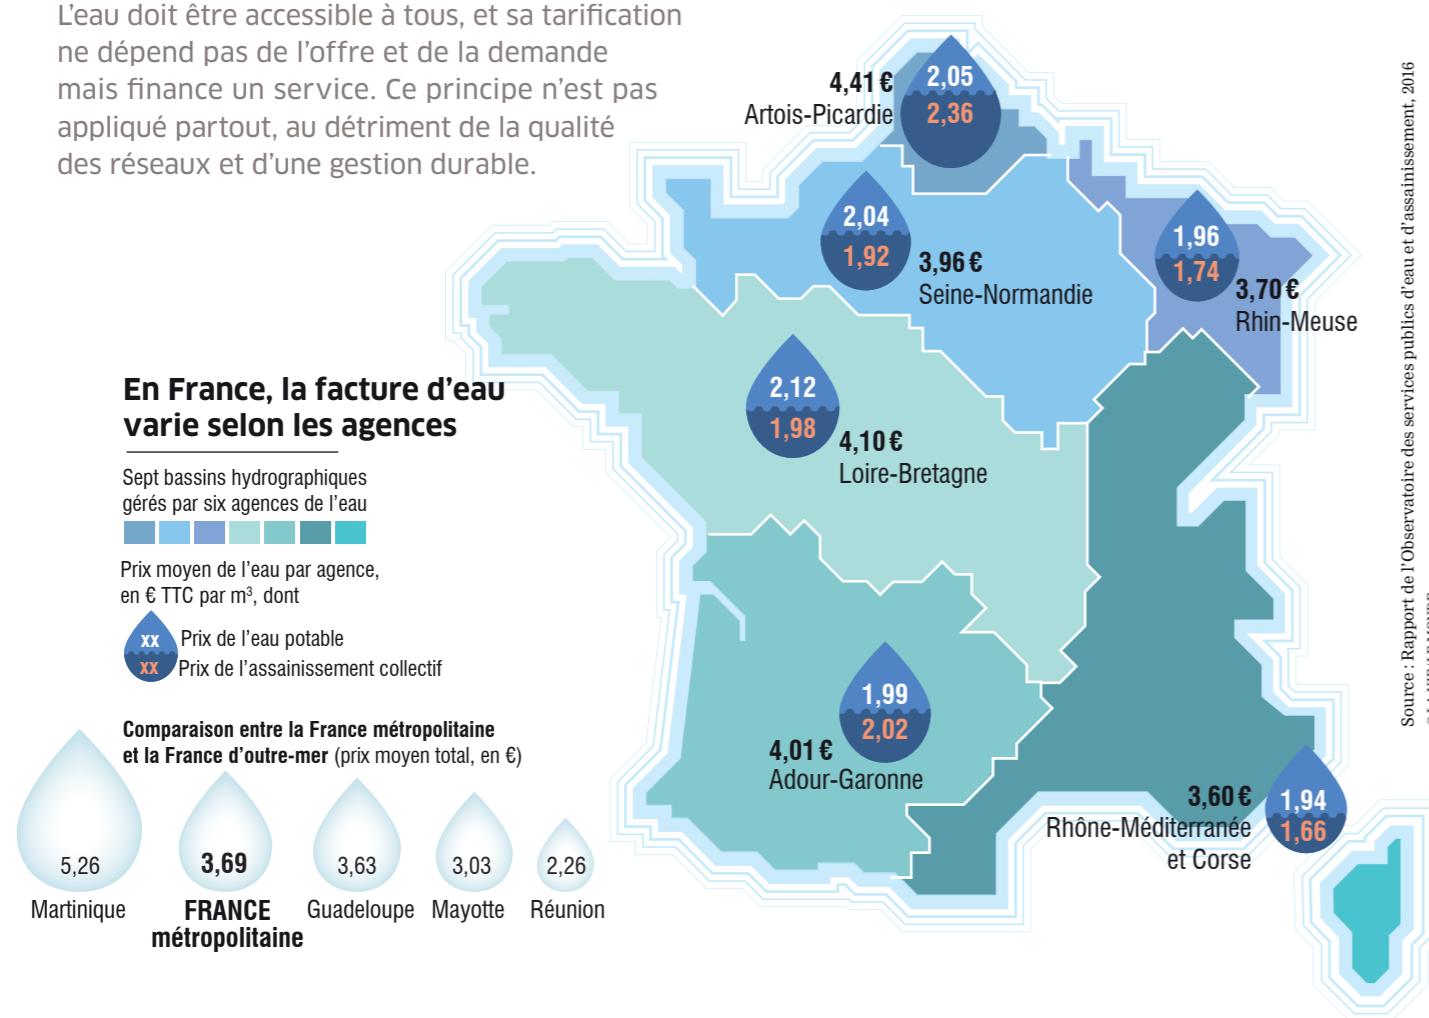 L'eau doit être accessible à tous, et sa tarification
ne dépend pas de l'offre et de la demande
mais finance un service. Ce principe n'est pas
appliqué partout, au détriment de la qualité
des réseaux et d'une gestion durable.
4,41 €
Artois-Picardie
2,05
2,36
2,04
1,92
3,96 €
Seine-Normandie
1,96
1,74
3,70 €
Rhin-Meuse
2,12
1,98
4,10 €
Loire-Bretagne
En France, la facture d'eau
varie selon les agences
Sept bassins hydrographiques
gérés par six agences de l'eau
Prix moyen de l'eau par agence,
en € TTC par m³, dont
xx Prix de l'eau potable
xx Prix de l'assainissement collectif
1,99
2,02
4,01 €
Adour-Garonne
3,60 €
Rhône-Méditerranée
et Corse
1,94
1,66
Comparaison entre la France métropolitaine
et la France d'outre-mer (prix moyen total, en €)
5,26
Martinique
3,69
FRANCE
métropolitaine
3,63
Guadeloupe
3,03
Mayotte
2,26
Réunion
Source : Rapport de l'Observatoire des services publics d'eau et d'assainissement, 2016